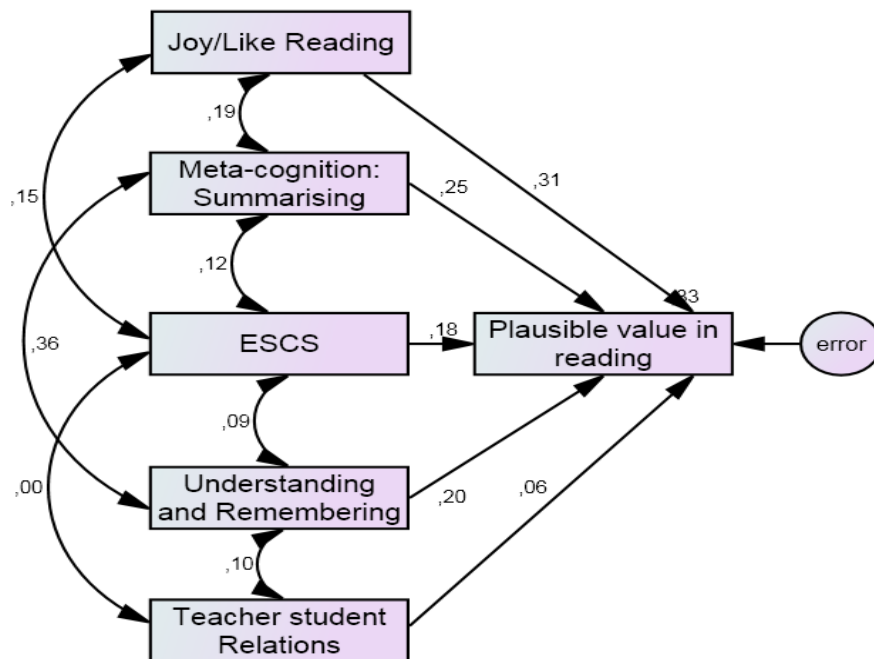 Joy/Like Reading
,19
Meta-cognition:
Summarising
,25
,31
,15
,12
ESCS
,18
Plausible value in
reading
error
,36
,09
Understanding
and Remembering
,20
,06
,00
,10
Teacher student
Relations